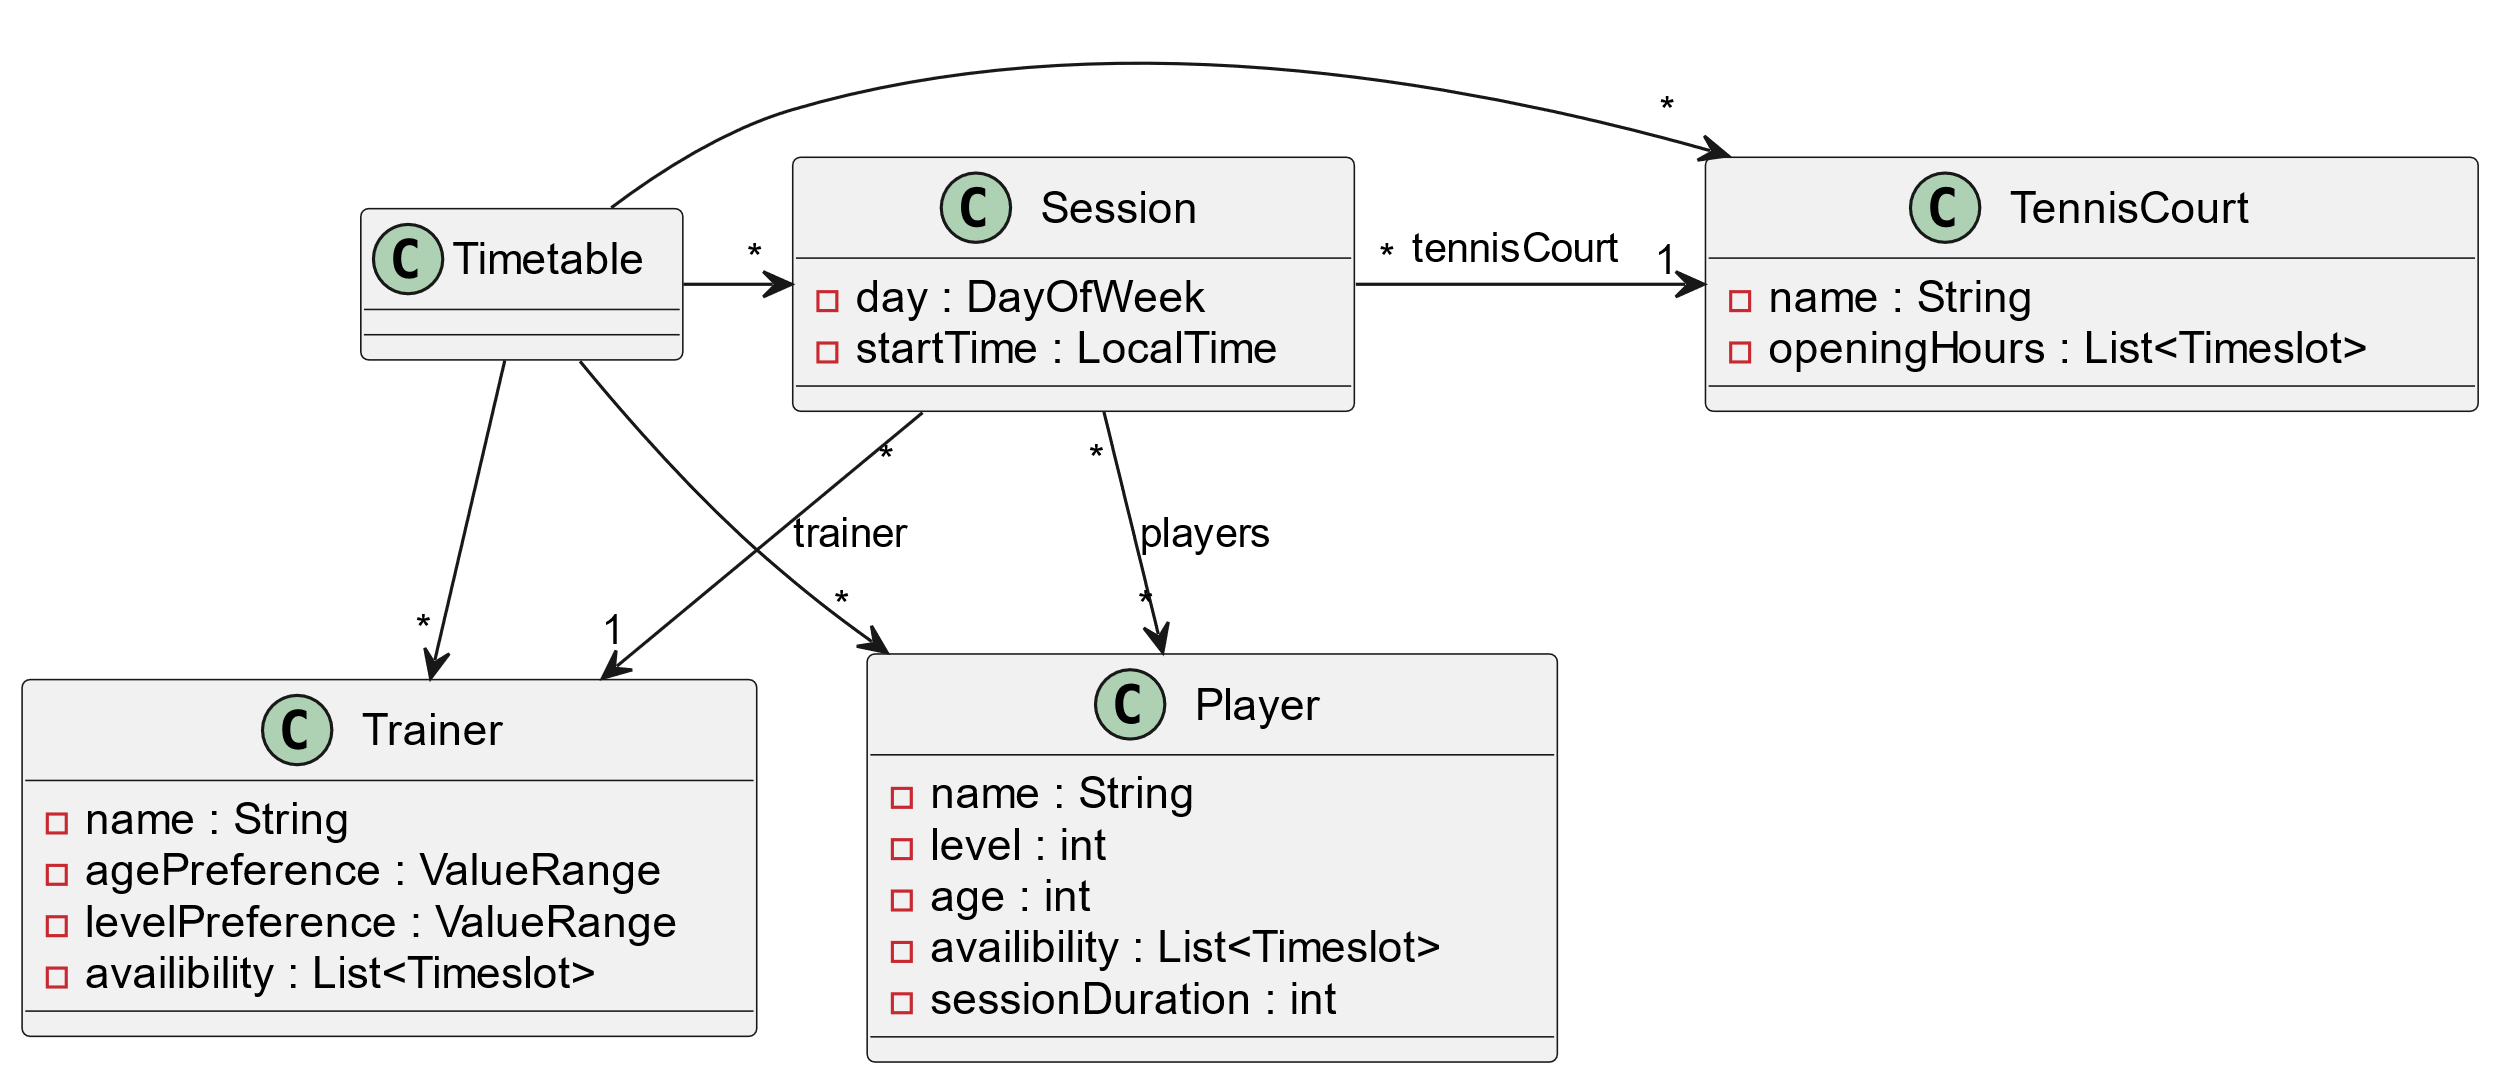 *
C Session
C TennisCourt
C Timetable
*
* tennisCourt 1
day : DayOfWeek
startTime : LocalTime
name : String
openingHours : List<Timeslot>
*
*
trainer
players
*
1
*
*
C Trainer
name : String
agePreference : ValueRange
levelPreference : ValueRange
availibility : List<Timeslot>
C Player
name : String
level : int
age : int
availibility : List<Timeslot>
sessionDuration : int